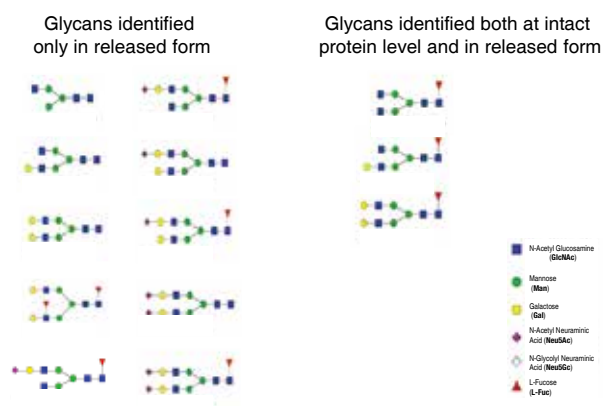 Glycans identified
only in released form
Glycans identified both at intact
protein level and in released form
N-Acetyl Glucosamine
(GlcNAc)
Mannose
(Man)
Galactose
(Gal)
N-Acetyl Neuraminic
Acid (Neu5Ac)
N-Glycolyl Neuraminic
Acid (Neu5Gc)
L-Fucose
(L-Fuc)